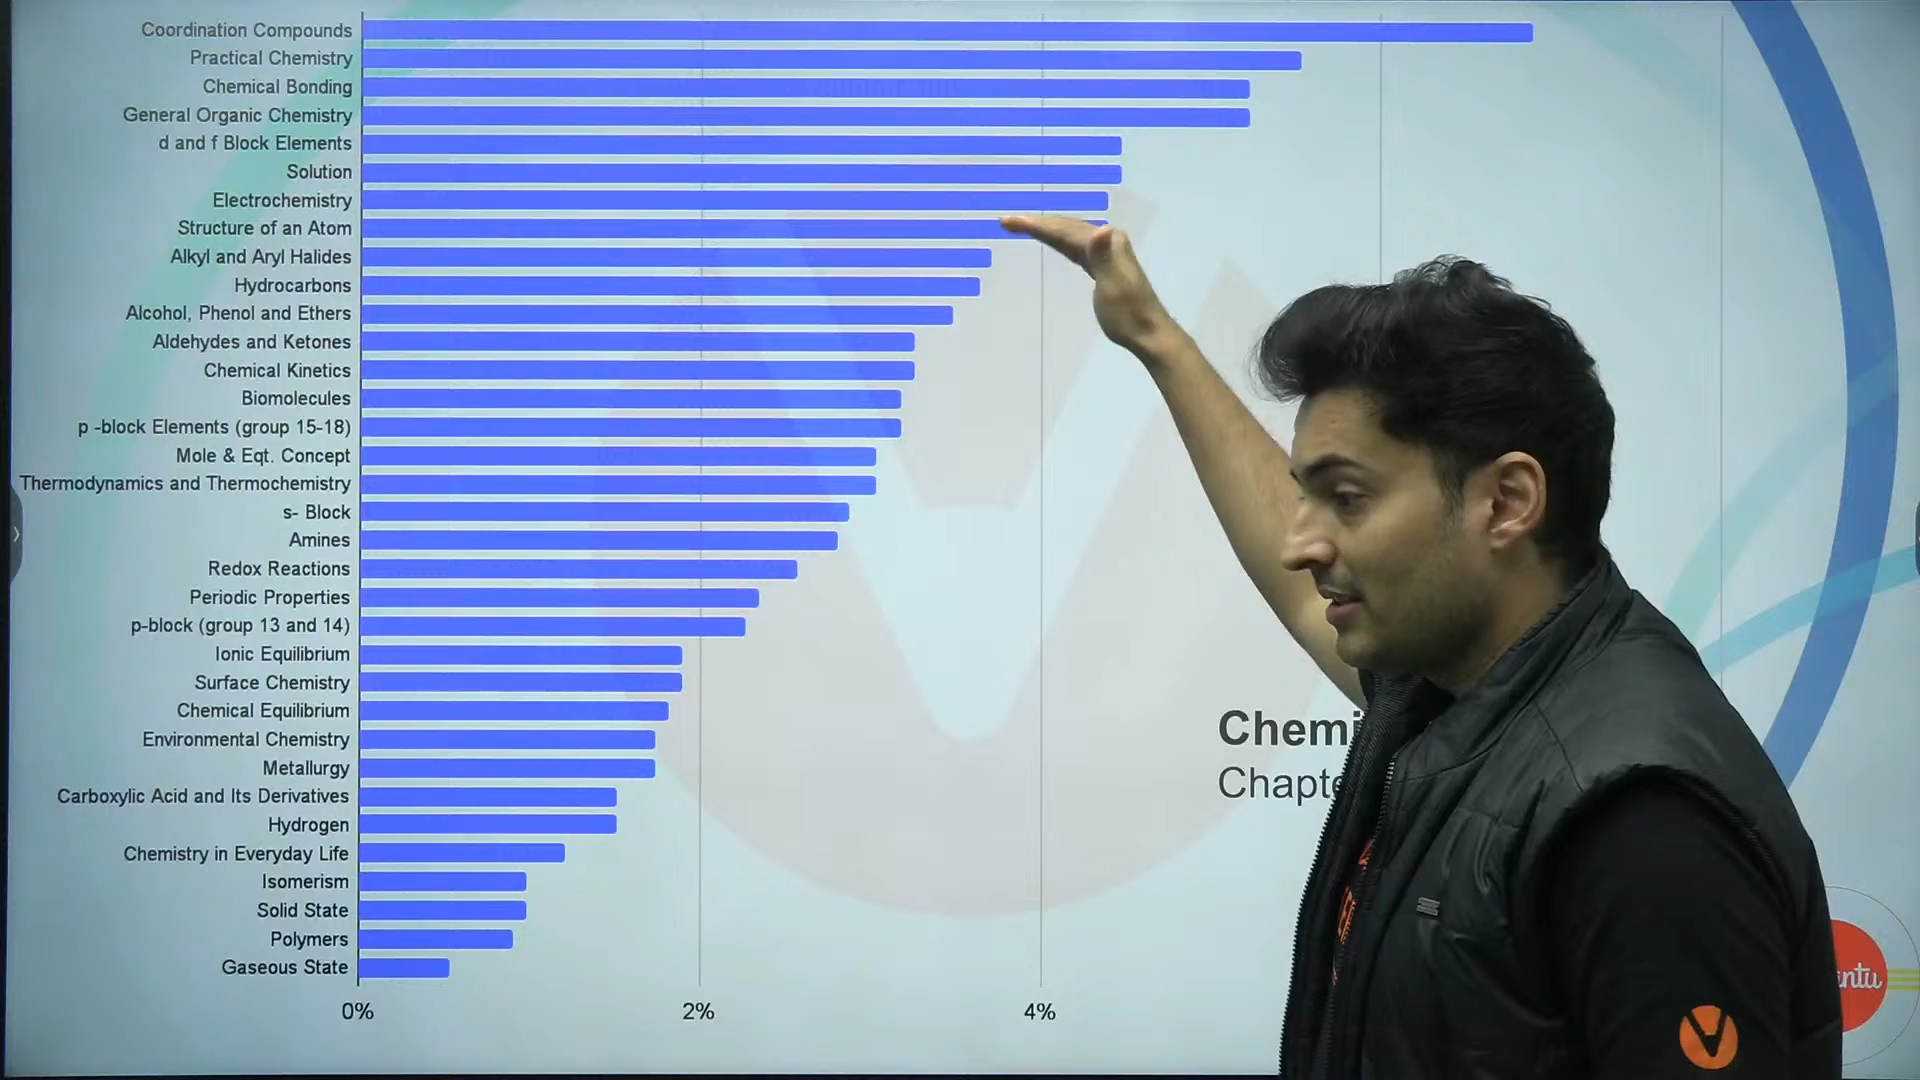 Coordination Compounds
Practical Chemistry
Chemical Bonding
General Organic Chemistry
d and f Block Elements
Solution
Electrochemistry
Structure of an Atom
Alkyl and Aryl Halides
Hydrocarbons
Alcohol, Phenol and Ethers
Aldehydes and Ketones
Chemical Kinetics
Biomolecules
p -block Elements (group 15-18)
Mole & Eqt. Concept
Thermodynamics and Thermochemistry
s- Block
Amines
Redox Reactions
Periodic Properties
p-block (group 13 and 14)
Ionic Equilibrium
Surface Chemistry
Chemical Equilibrium
Environmental Chemistry
Metallurgy
Carboxylic Acid and Its Derivatives
Hydrogen
Chemistry in Everyday Life
Isomerism
Solid State
Polymers
Gaseous State
0% 2% 4%
Chemi
Chapte
ntu